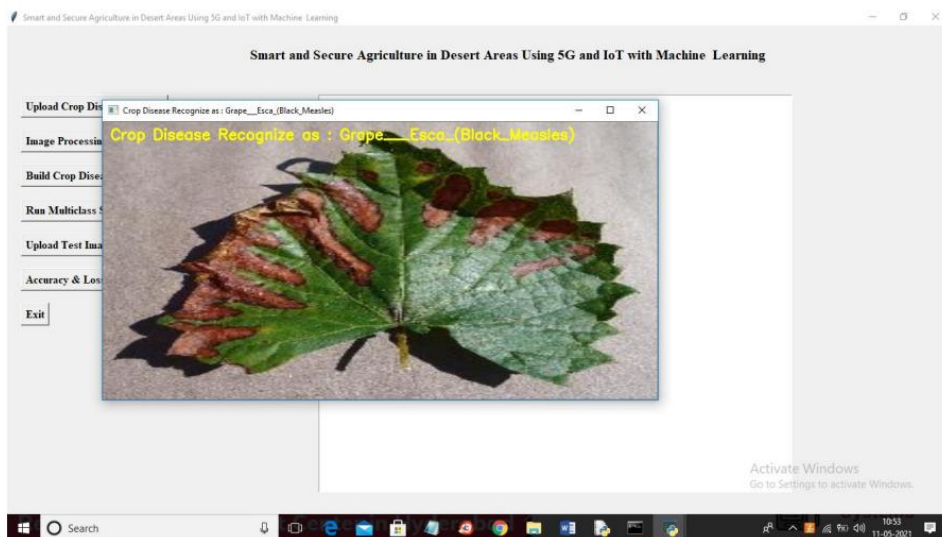 Smart and Secure Agriculture in Desert Areas Using 5G and IoT with Machine Learning
Smart and Secure Agriculture in Desert Areas Using 5G and IoT with Machine Learning
Upload Crop Dis
Crop Disease Recognize as : Grape___Esca_(Black_Measles)
Crop Disease Recognize as : Grape___Esca_(Black_Measles)
Image Processin
Build Crop Disea
Run Multiclass S
Upload Test Ima
Accuracy & Los
Exit
Activate Windows
Go to Settings to activate Windows.
Search
10:53
11-05-2021